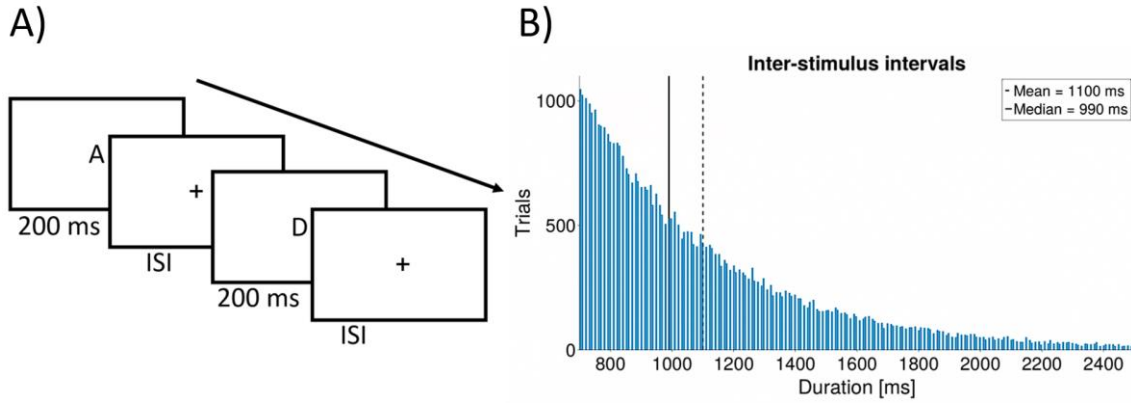 A)
A
200 ms
+
ISI
D
200 ms
+
ISI
B)
Inter-stimulus intervals
Mean = 1100 ms
Median = 990 ms
1000
500
0
Trials
800 1000 1200 1400 1600 1800 2000 2200 2400
Duration [ms]